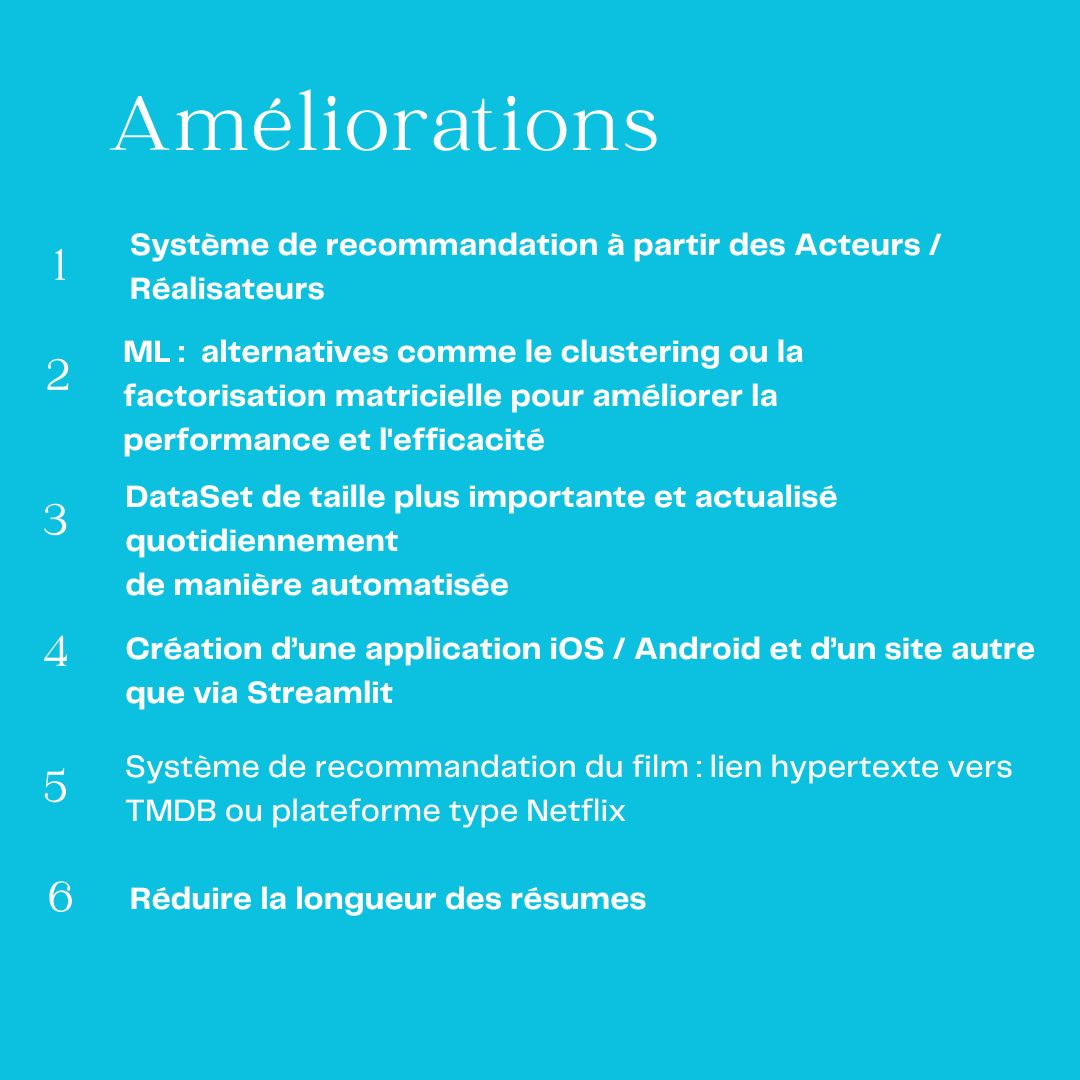 Améliorations
1
Système de recommandation à partir des Acteurs /
Réalisateurs
2
ML :  alternatives comme le clustering ou la
factorisation matricielle pour améliorer la
performance et l'efficacité
3
DataSet de taille plus importante et actualisé
quotidiennement
de manière automatisée
4
Création d’une application iOS / Android et d’un site autre
que via Streamlit
5
Système de recommandation du film : lien hypertexte vers
TMDB ou plateforme type Netflix
6
Réduire la longueur des résumes